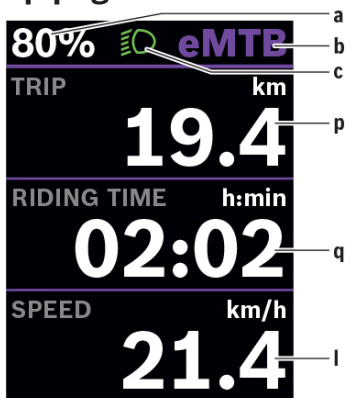 80% eMTB a
b
c
TRIP km
19.4 p
RIDING TIME h:min
02:02 q
SPEED km/h
21.4 l